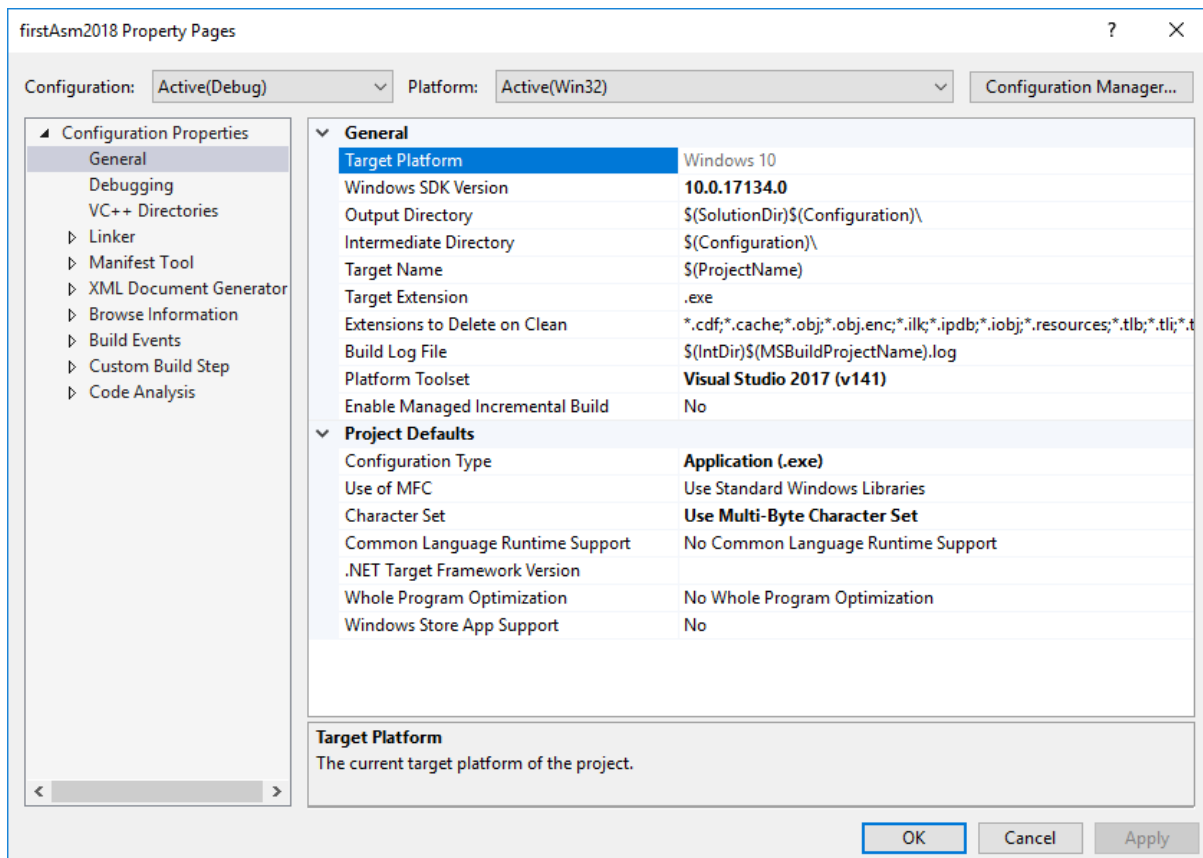 firstAsm2018 Property Pages
Configuration: Active(Debug) Platform: Active(Win32) Configuration Manager...
Configuration Properties
General
Debugging
VC++ Directories
Linker
Manifest Tool
XML Document Generator
Browse Information
Build Events
Custom Build Step
Code Analysis
General
Target Platform Windows 10
Windows SDK Version 10.0.17134.0
Output Directory $(SolutionDir)$(Configuration)\
Intermediate Directory $(Configuration)\
Target Name $(ProjectName)
Target Extension .exe
Extensions to Delete on Clean *.cdf;*.cache;*.obj;*.obj.enc;*.ilk;*.ipdb;*.iobj;*.resources;*.tlb;*.tli;*.t
Build Log File $(IntDir)$(MSBuildProjectName).log
Platform Toolset Visual Studio 2017 (v141)
Enable Managed Incremental Build No
Project Defaults
Configuration Type Application (.exe)
Use of MFC Use Standard Windows Libraries
Character Set Use Multi-Byte Character Set
Common Language Runtime Support No Common Language Runtime Support
.NET Target Framework Version
Whole Program Optimization No Whole Program Optimization
Windows Store App Support No
Target Platform
The current target platform of the project.
OK Cancel Apply